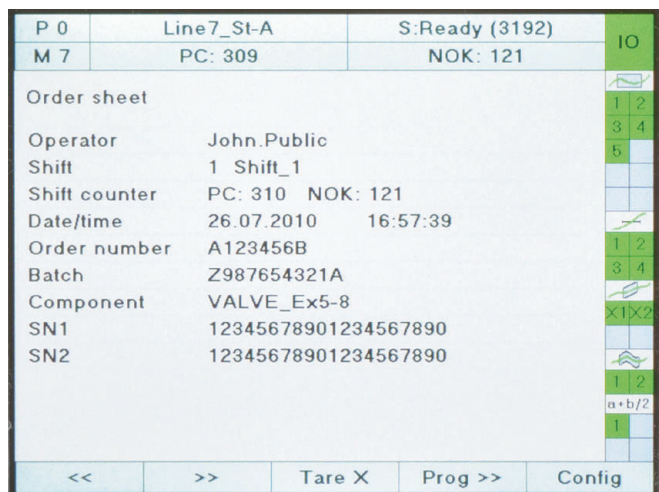 P 0 Line7_St-A S:Ready (3192) IO
M 7 PC: 309 NOK: 121
Order sheet
1 2
3 4
Operator John.Public
5
Shift 1 Shift_1
Shift counter PC: 310 NOK: 121
Date/time 26.07.2010 16:57:39
Order number A123456B
1 2
Batch Z987654321A
3 4
Component VALVE_Ex5-8
X1 X2
SN1 12345678901234567890
SN2 12345678901234567890
1 2
a+b/2
1
<< >> Tare X Prog >> Config